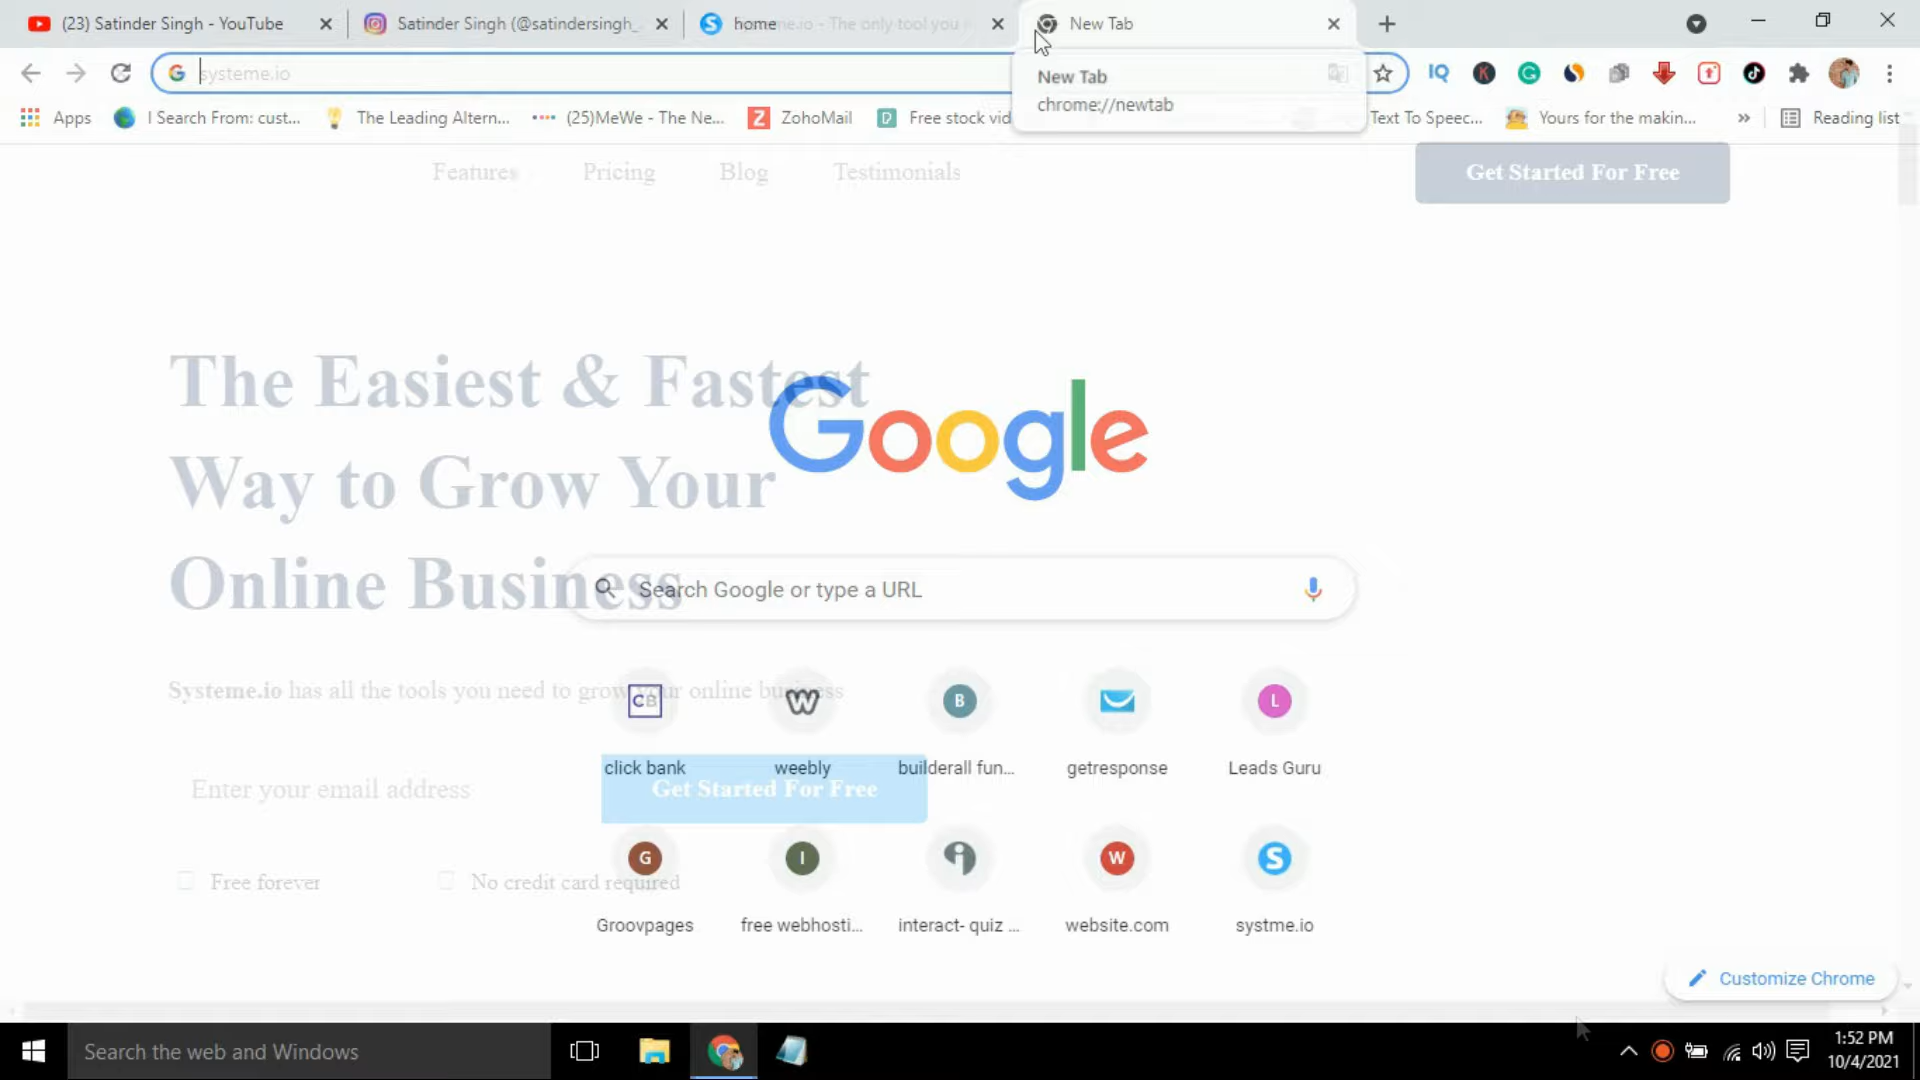 (23) Satinder Singh - YouTube
Satinder Singh (@satindersingh_
home
eme.io - The only tool you
New Tab
systeme.io
New Tab
chrome://newtab
Apps
I Search From: cust...
The Leading Altern...
(25)MeWe - The Ne...
ZohoMail
Free stock vid
Text To Speec...
Yours for the makin...
Reading list
Features
Pricing
Blog
Testimonials
Get Started For Free
The Easiest & Fastest
Way to Grow Your
Online Business
Google
Search Google or type a URL
Systeme.io has all the tools you need to grow your online business
click bank
weebly
builderall fun...
getresponse
Leads Guru
Enter your email address
Get Started For Free
Free forever
No credit card required
Groovpages
free webhosti...
interact- quiz ...
website.com
systme.io
Customize Chrome
Search the web and Windows
1:52 PM
10/4/2021